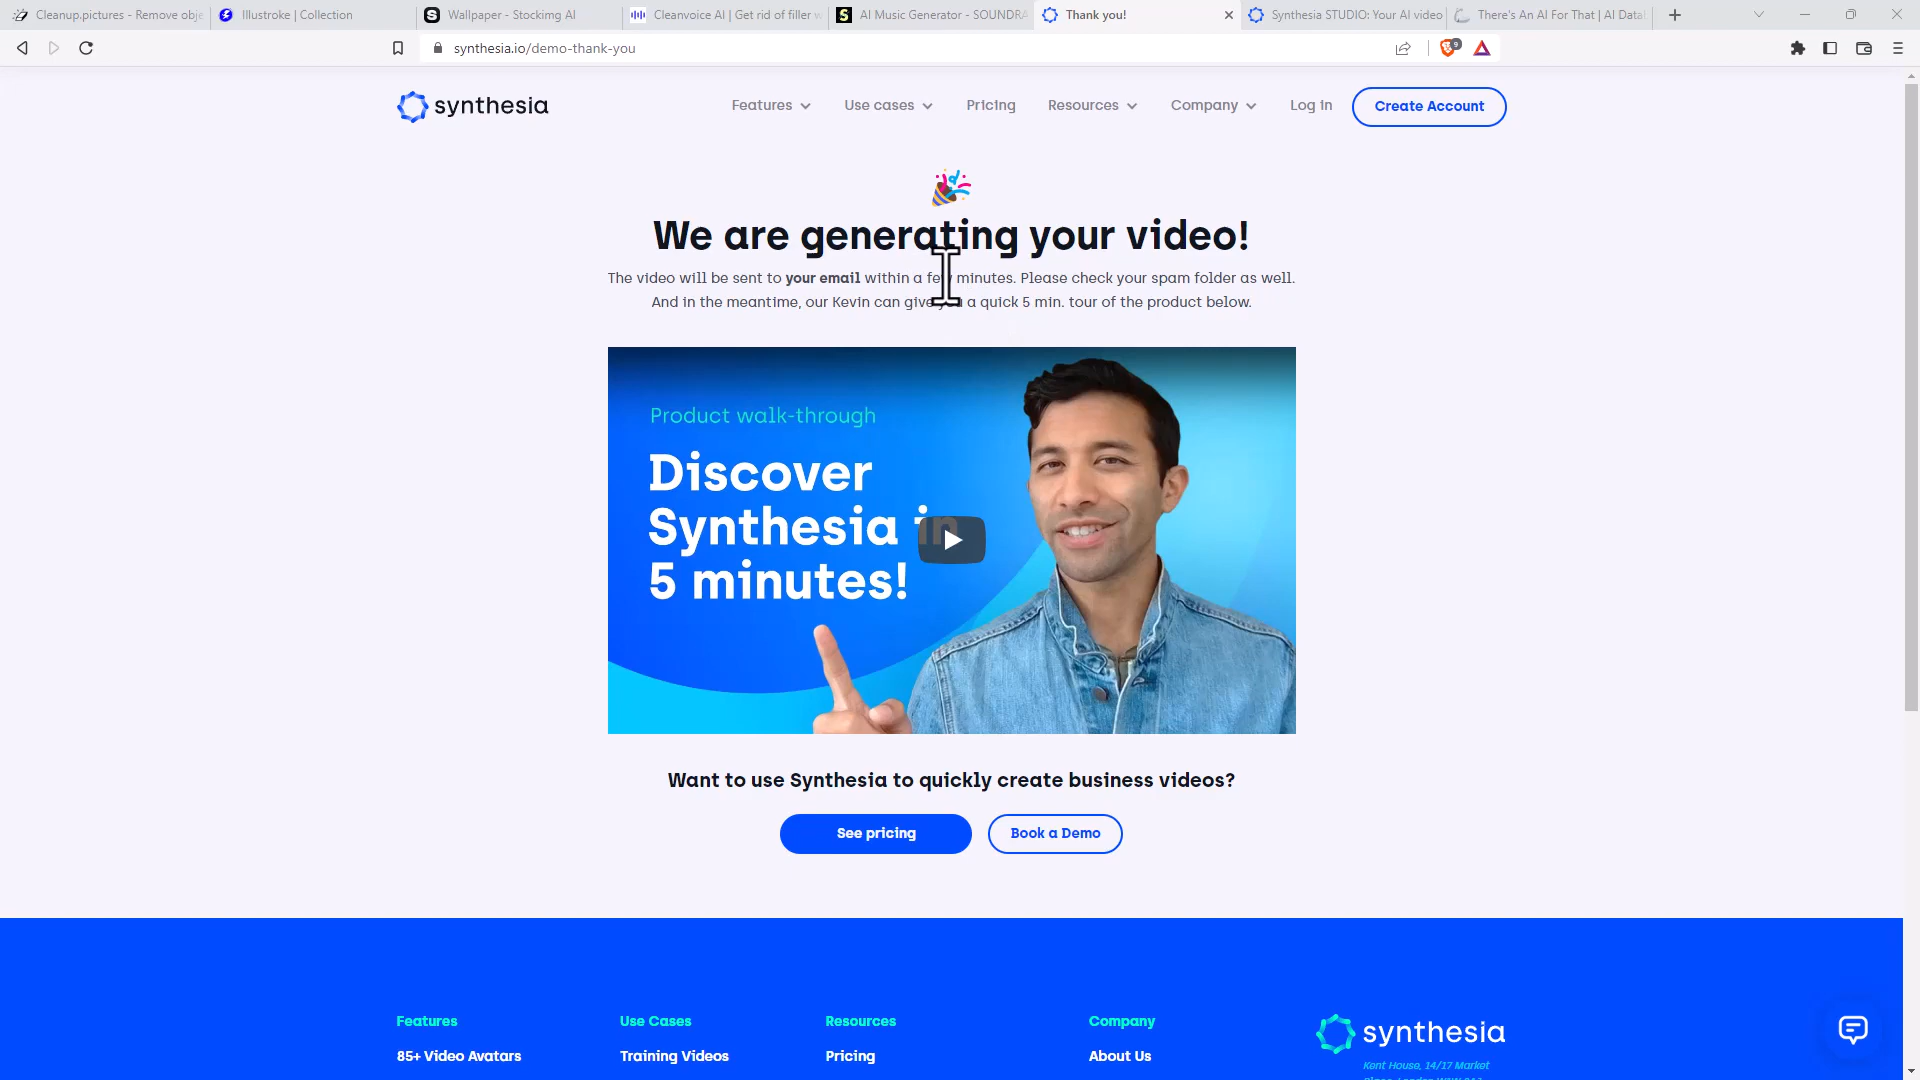 Cleanup.pictures - Remove obje
Illustroke | Collection
Wallpaper - Stockimg AI
Cleanvoice AI | Get rid of filler w
AI Music Generator - SOUNDRA
Thank you!
Synthesia STUDIO: Your AI video
There's An AI For That | AI Data
synthesia.io/demo-thank-you
9
synthesia
Features
Use cases
Pricing
Resources
Company
Log in
Create Account
We are generating your video!
The video will be sent to your email within a few minutes. Please check your spam folder as well.
And in the meantime, our Kevin can give you a quick 5 min. tour of the product below.
Product walk-through
Discover
Synthesia in
5 minutes!
Want to use Synthesia to quickly create business videos?
See pricing
Book a Demo
Features
Use Cases
Resources
Company
synthesia
85+ Video Avatars
Training Videos
Pricing
About Us
Kent House, 14/17 Market